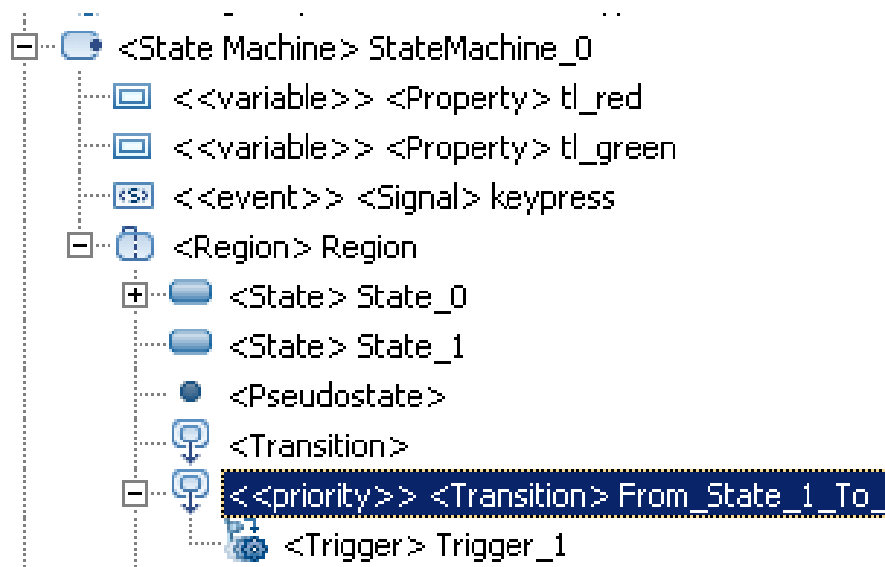 <State Machine> StateMachine_0
<<variable>> <Property> tl_red
<<variable>> <Property> tl_green
<<event>> <Signal> keypress
<Region> Region
<State> State_0
<State> State_1
<Pseudostate>
<Transition>
<<priority>> <Transition> From_State_1_To_
<Trigger> Trigger_1